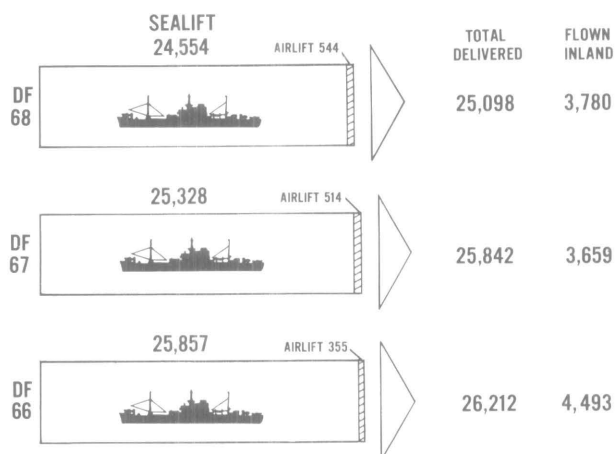 SEALIFT
24,554
AIRLIFT 544
TOTAL
DELIVERED
FLOWN
INLAND
DF
68
25,098
3,780
25,328
AIRLIFT 514
DF
67
25,842
3,659
25,857
AIRLIFT 355
DF
66
26,212
4,493